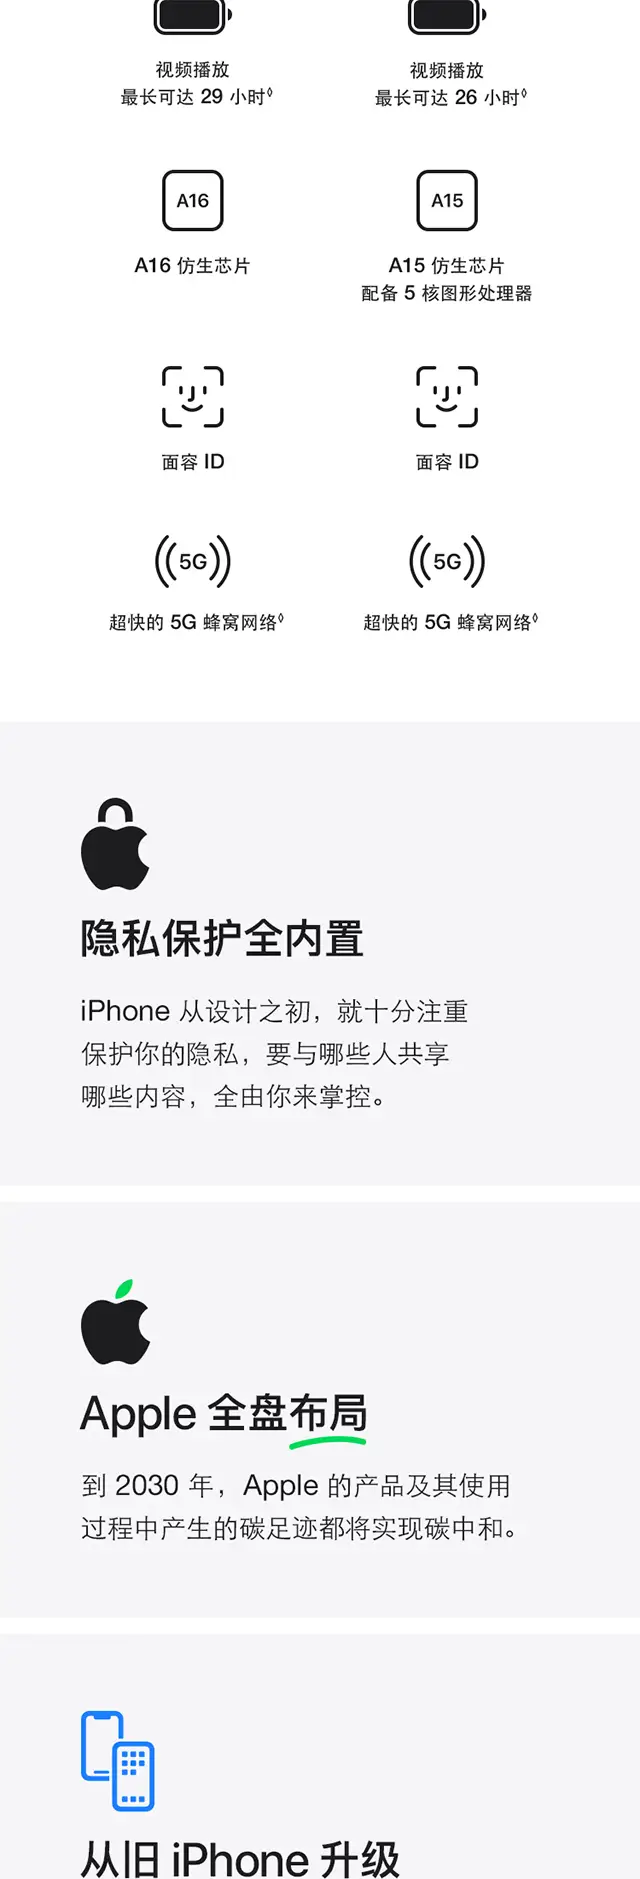 视频播放
最长可达 29 小时◊
视频播放
最长可达 26 小时◊
A16
A15
A16 仿生芯片
A15 仿生芯片
配备 5 核图形处理器
面容 ID
面容 ID
5G
5G
超快的 5G 蜂窝网络◊
超快的 5G 蜂窝网络◊
隐私保护全内置
iPhone 从设计之初，就十分注重
保护你的隐私，要与哪些人共享
哪些内容，全由你来掌控。
Apple 全盘布局
到 2030 年，Apple 的产品及其使用
过程中产生的碳足迹都将实现碳中和。
从旧 iPhone 升级